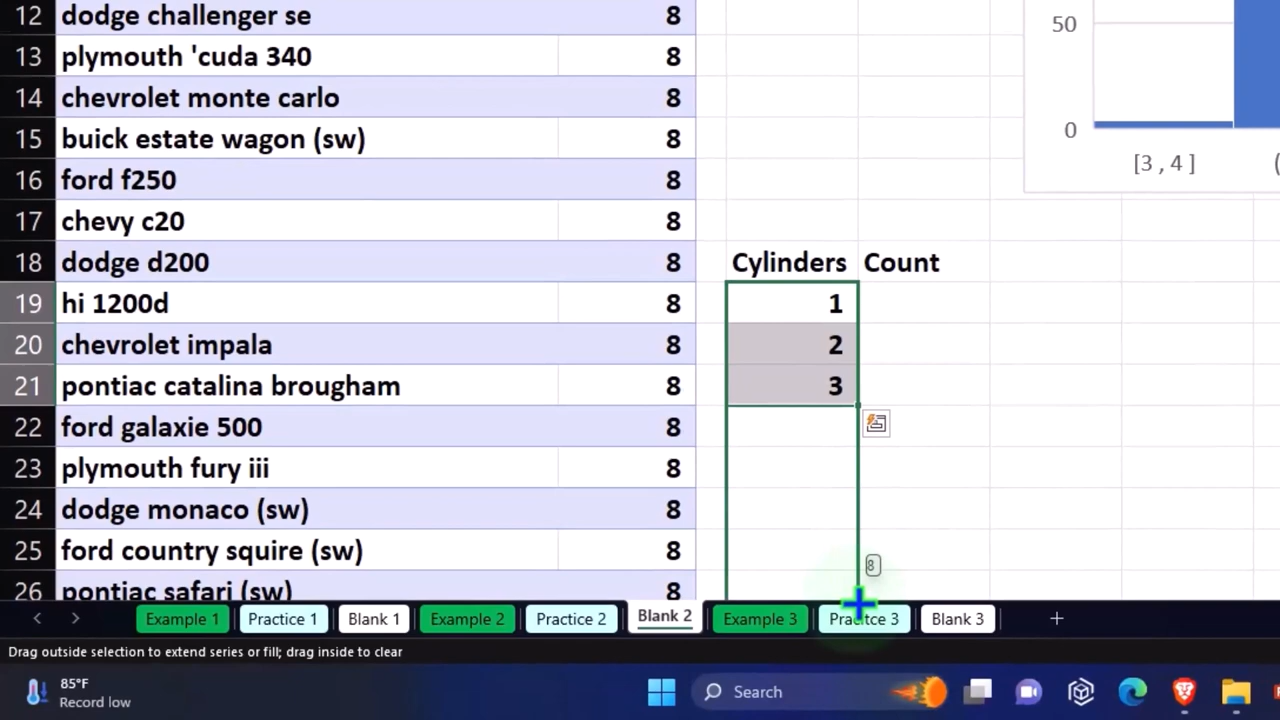 12 dodge challenger se 8
50
13 plymouth 'cuda 340 8
14 chevrolet monte carlo 8
0
15 buick estate wagon (sw) 8
[3 , 4 ] (
16 ford f250 8
17 chevy c20 8
18 dodge d200 8 Cylinders Count
19 hi 1200d 8 1
20 chevrolet impala 8 2
21 pontiac catalina brougham 8 3
22 ford galaxie 500 8
23 plymouth fury iii 8
24 dodge monaco (sw) 8
25 ford country squire (sw) 8
8
26 pontiac safari (sw) 8
Example 1 Practice 1 Blank 1 Example 2 Practice 2 Blank 2 Example 3 Pracitce 3 Blank 3
Drag outside selection to extend series or fill; drag inside to clear
85°F
Record low
Search